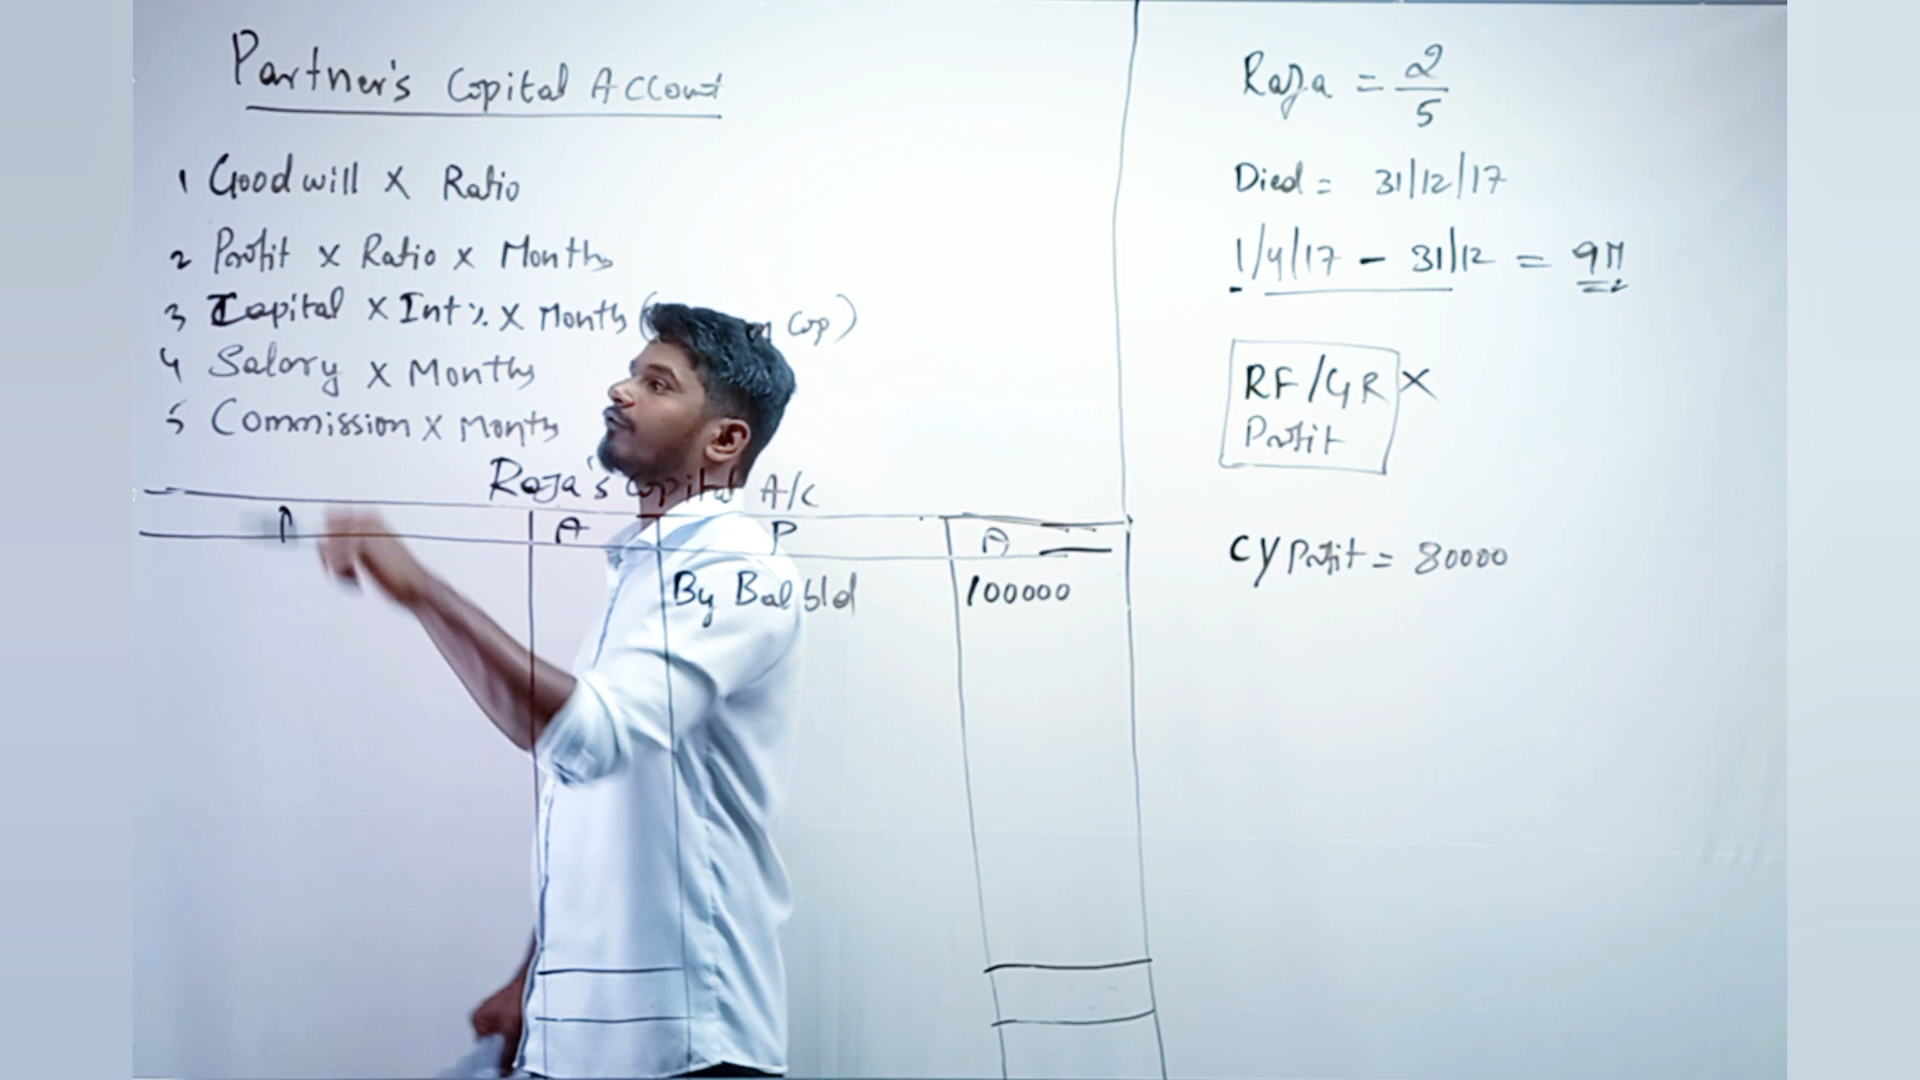 Partner's Capital Account
1 Goodwill X Ratio
2 Profit x Ratio x Months
3 Capital X Int % X Month ( Cap)
4 Salary X Months
5 Commission X Months
Raja's Capital A/C
P A P A
By Bal b/d 100000
Raja = 2/5
Died = 31/12/17
1/4/17 - 31/12 = 9M
RF/GR X
Profit
CY Profit = 80000